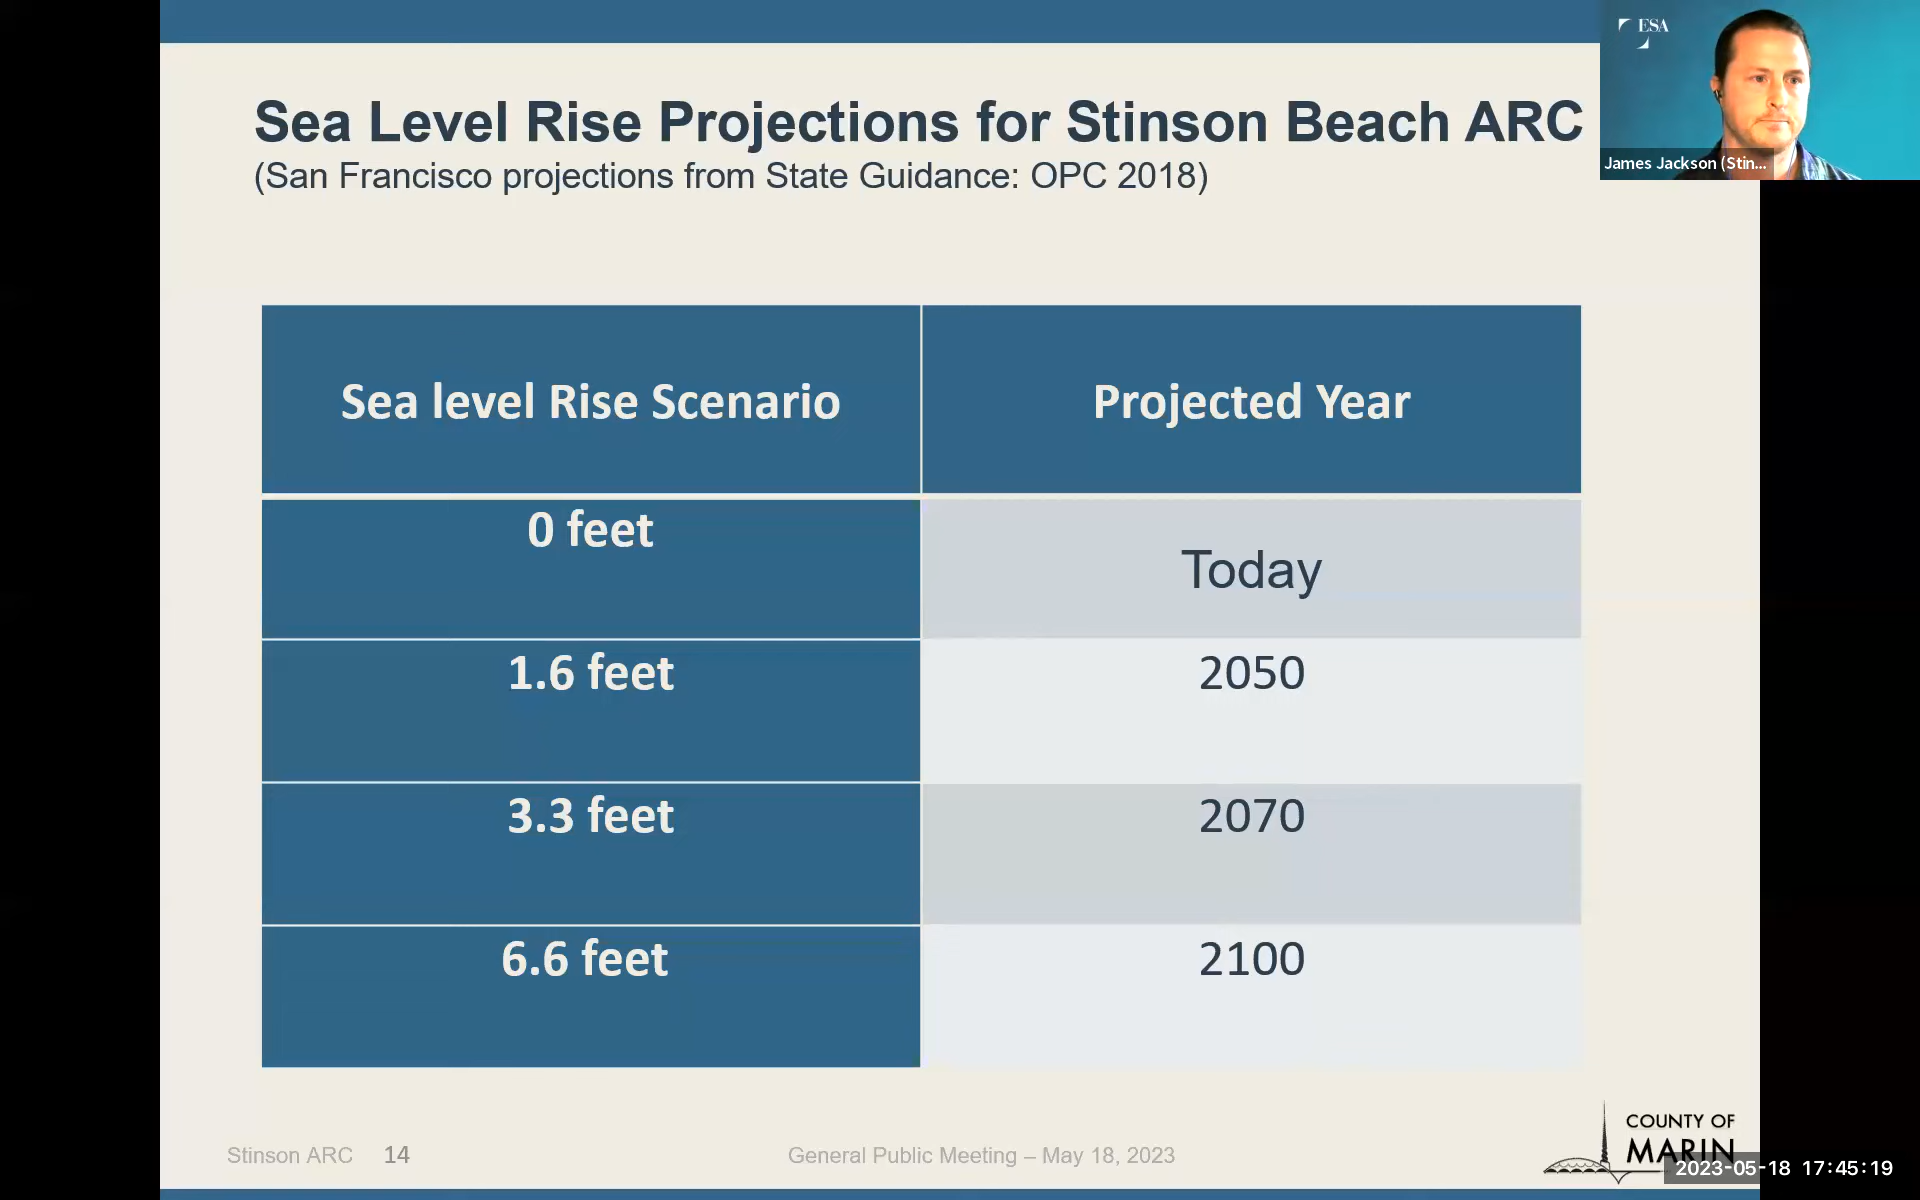 Sea Level Rise Projections for Stinson Beach ARC
(San Francisco projections from State Guidance: OPC 2018)
ESA
James Jackson (Stin...
Sea level Rise Scenario
Projected Year
0 feet
Today
1.6 feet
2050
3.3 feet
2070
6.6 feet
2100
Stinson ARC 14
General Public Meeting – May 18, 2023
COUNTY OF
MARIN
2023-05-18 17:45:19